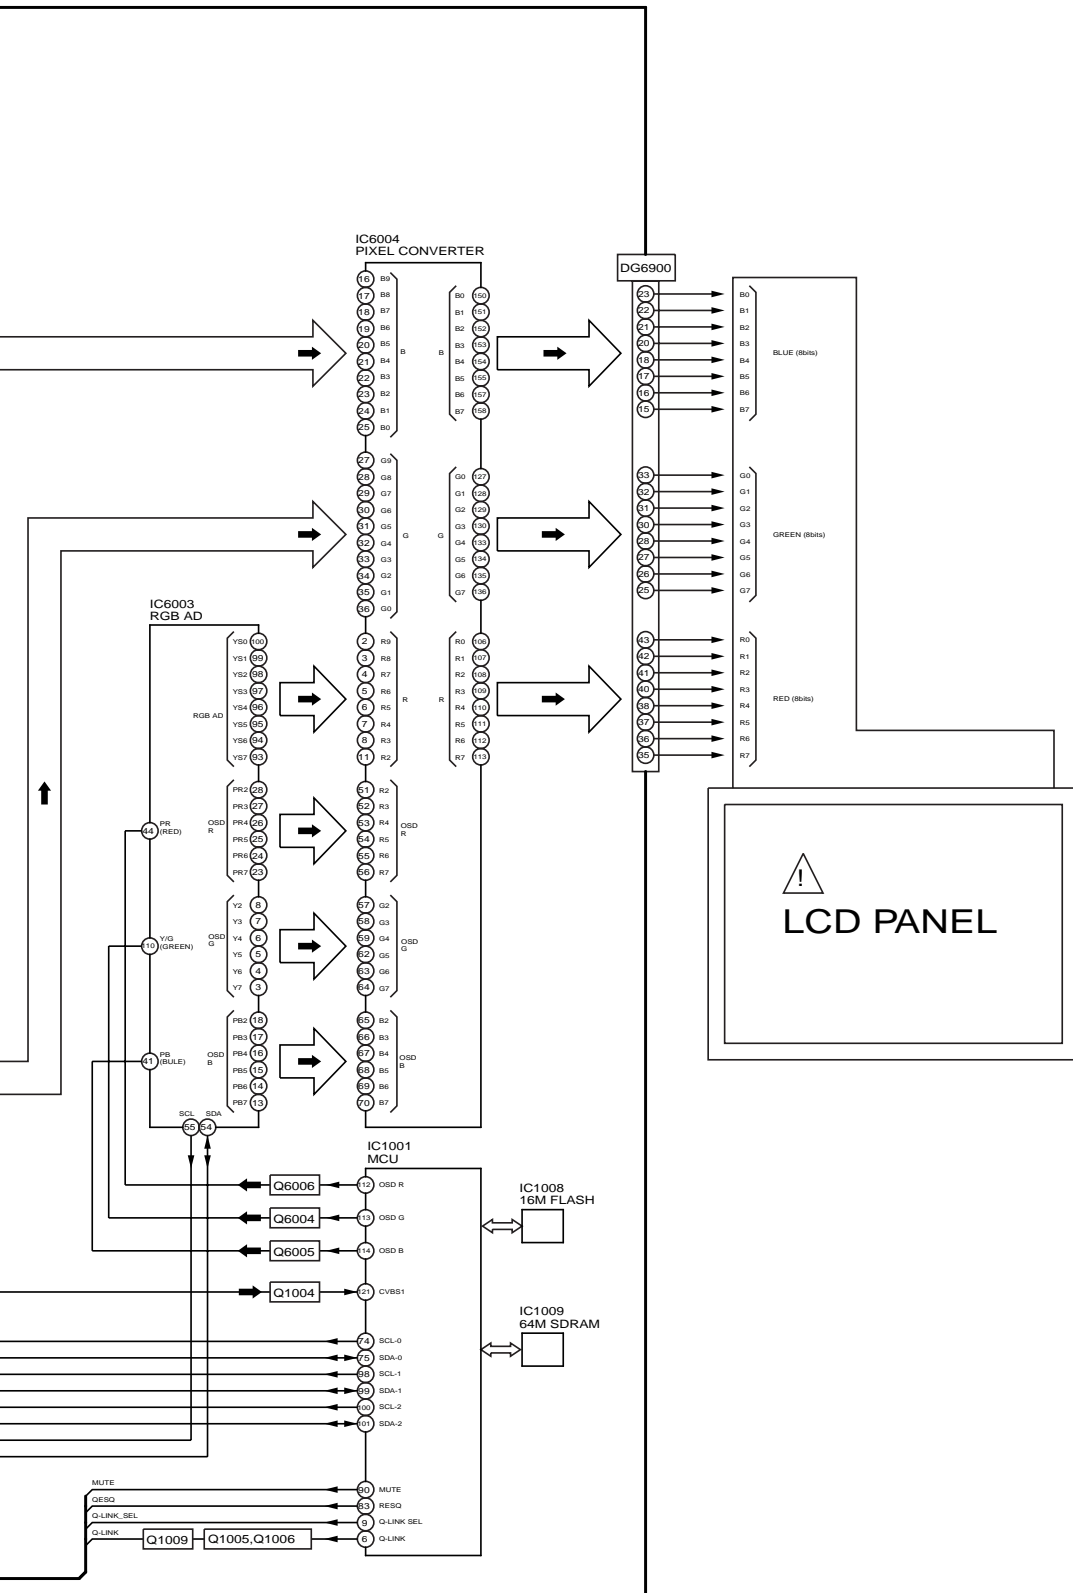 IC6004
PIXEL CONVERTER
16 B9
17 B8
18 B7
19 B6
20 B5
21 B4
22 B3
23 B2
24 B1
25 B0
B
27 G9
28 G8
29 G7
30 G6
31 G5
32 G4
33 G3
34 G2
35 G1
36 G0
G
2 R9
3 R8
4 R7
5 R6
6 R5
7 R4
8 R3
11 R2
R
51 R2
52 R3
53 R4
54 R5
55 R6
56 R7
OSD
R
57 G2
58 G3
59 G4
62 G5
63 G6
64 G7
OSD
G
65 B2
66 B3
67 B4
68 B5
69 B6
70 B7
OSD
B
B
B0 150
B1 151
B2 152
B3 153
B4 154
B5 155
B6 157
B7 158
G
G0 127
G1 128
G2 129
G3 130
G4 133
G5 134
G6 135
G7 136
R
R0 106
R1 107
R2 108
R3 109
R4 110
R5 111
R6 112
R7 113
DG6900
23 B0
22 B1
21 B2
20 B3
18 B4
17 B5
16 B6
15 B7
BLUE (8bits)
33 G0
32 G1
31 G2
30 G3
28 G4
27 G5
26 G6
25 G7
GREEN (8bits)
43 R0
42 R1
41 R2
40 R3
38 R4
37 R5
36 R6
35 R7
RED (8bits)
!
LCD PANEL
IC6003
RGB AD
RGB AD
YS0 100
YS1 99
YS2 98
YS3 97
YS4 96
YS5 95
YS6 94
YS7 93
44 PR
(RED)
OSD
R
PR2 28
PR3 27
PR4 26
PR5 25
PR6 24
PR7 23
110 Y/G
(GREEN)
OSD
G
Y2 8
Y3 7
Y4 6
Y5 5
Y6 4
Y7 3
41 PB
(BULE)
OSD
B
PB2 18
PB3 17
PB4 16
PB5 15
PB6 14
PB7 13
SCL SDA
55 54
IC1001
MCU
Q6006 112 OSD R
Q6004 113 OSD G
Q6005 114 OSD B
Q1004 121 CVBS1
74 SCL-0
75 SDA-0
98 SCL-1
99 SDA-1
100 SCL-2
101 SDA-2
MUTE 90 MUTE
QESQ 83 RESQ
Q-LINK_SEL 9 Q-LINK SEL
Q-LINK Q1009 Q1005,Q1006 6 Q-LINK
IC1008
16M FLASH
IC1009
64M SDRAM